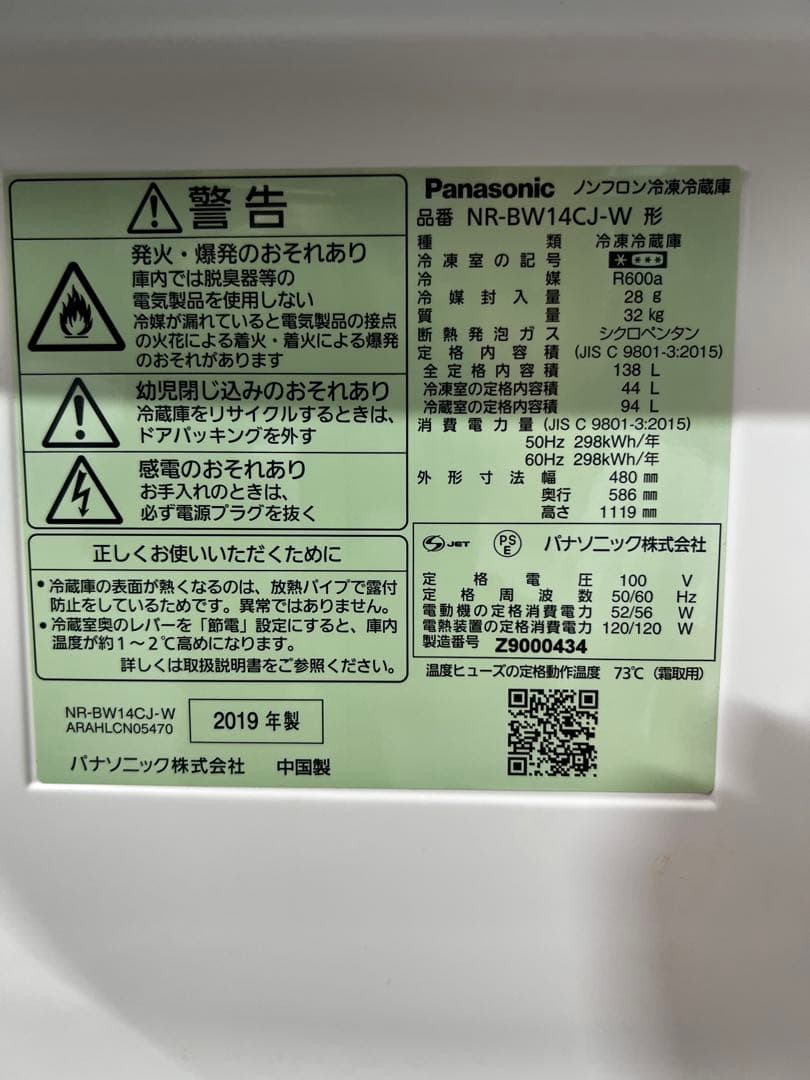 警告
発火・爆発のおそれあり
庫内では脱臭器等の
電気製品を使用しない
冷媒が漏れていると電気製品の接点
の火花による着火・着火による爆発
のおそれがあります
幼児閉じ込みのおそれあり
冷蔵庫をリサイクルするときは、
ドアパッキングを外す
感電のおそれあり
お手入れのときは、
必ず電源プラグを抜く
正しくお使いいただくために
・冷蔵庫の表面が熱くなるのは、放熱パイプで露付
防止をしているためです。異常ではありません。
・冷蔵室奥のレバーを「節電」設定にすると、庫内
温度が約1～2℃高めになります。
詳しくは取扱説明書をご参照ください。
NR-BW14CJ-W
ARAHLCN05470
2019 年製
パナソニック株式会社 中国製
Panasonic ノンフロン冷凍冷蔵庫
品番 NR-BW14CJ-W 形
種類 冷凍冷蔵庫
冷凍室の記号 * ***
冷媒 R600a
冷媒封入量 28 g
質量 32 kg
断熱発泡ガス シクロペンタン
定格内容積 (JIS C 9801-3:2015)
全定格内容積 138 L
冷凍室の定格内容積 44 L
冷蔵室の定格内容積 94 L
消費電力量 (JIS C 9801-3:2015)
50Hz 298kWh/年
60Hz 298kWh/年
外形寸法 幅 480 mm
奥行 586 mm
高さ 1119 mm
S JET PSE パナソニック株式会社
定格電圧 100 V
定格周波数 50/60 Hz
電動機の定格消費電力 52/56 W
電熱装置の定格消費電力 120/120 W
製造番号 Z9000434
温度ヒューズの定格動作温度 73℃ (霜取用)